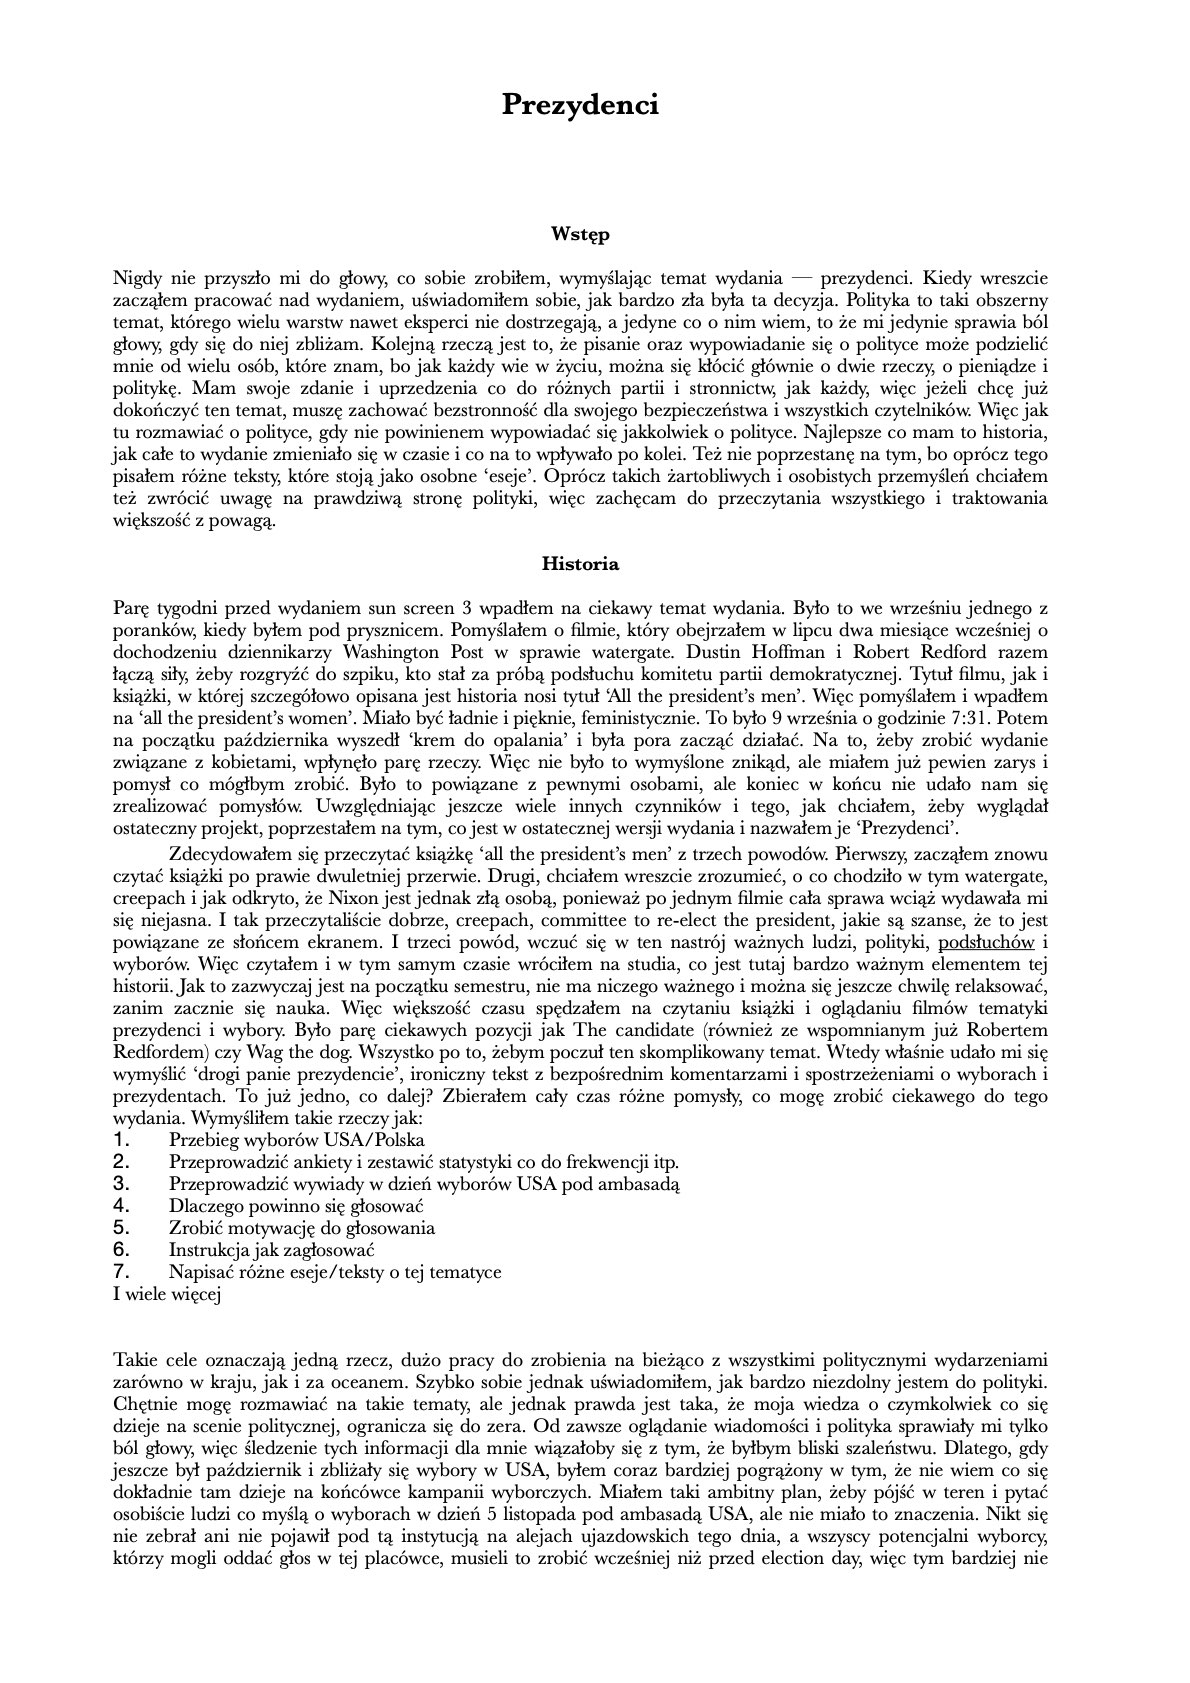 Prezydenci
Wstęp
Nigdy nie przyszło mi do głowy, co sobie zrobiłem, wymyślając temat wydania — prezydenci. Kiedy wreszcie
zacząłem pracować nad wydaniem, uświadomiłem sobie, jak bardzo zła była ta decyzja. Polityka to taki obszerny
temat, którego wielu warstw nawet eksperci nie dostrzegają, a jedyne co o nim wiem, to że mi jedynie sprawia ból
głowy, gdy się do niej zbliżam. Kolejną rzeczą jest to, że pisanie oraz wypowiadanie się o polityce może podzielić
mnie od wielu osób, które znam, bo jak każdy wie w życiu, można się kłócić głównie o dwie rzeczy, o pieniądze i
politykę. Mam swoje zdanie i uprzedzenia co do różnych partii i stronnictw, jak każdy, więc jeżeli chcę już
dokończyć ten temat, muszę zachować bezstronność dla swojego bezpieczeństwa i wszystkich czytelników. Więc jak
tu rozmawiać o polityce, gdy nie powinienem wypowiadać się jakkolwiek o polityce. Najlepsze co mam to historia,
jak całe to wydanie zmieniało się w czasie i co na to wpływało po kolei. Też nie poprzestanę na tym, bo oprócz tego
pisałem różne teksty, które stoją jako osobne ‘eseje’. Oprócz takich żartobliwych i osobistych przemyśleń chciałem
też zwrócić uwagę na prawdziwą stronę polityki, więc zachęcam do przeczytania wszystkiego i traktowania
większość z powagą.
Historia
Parę tygodni przed wydaniem sun screen 3 wpadłem na ciekawy temat wydania. Było to we wrześniu jednego z
poranków, kiedy byłem pod prysznicem. Pomyślałem o filmie, który obejrzałem w lipcu dwa miesiące wcześniej o
dochodzeniu dziennikarzy Washington Post w sprawie watergate. Dustin Hoffman i Robert Redford razem
łączą siły, żeby rozgryźć do szpiku, kto stał za próbą podsłuchu komitetu partii demokratycznej. Tytuł filmu, jak i
książki, w której szczegółowo opisana jest historia nosi tytuł ‘All the president’s men’. Więc pomyślałem i wpadłem
na ‘all the president’s women’. Miało być ładnie i pięknie, feministycznie. To było 9 września o godzinie 7:31. Potem
na początku października wyszedł ‘krem do opalania’ i była pora zacząć działać. Na to, żeby zrobić wydanie
związane z kobietami, wpłynęło parę rzeczy. Więc nie było to wymyślone znikąd, ale miałem już pewien zarys i
pomysł co mógłbym zrobić. Było to powiązane z pewnymi osobami, ale koniec w końcu nie udało nam się
zrealizować pomysłów. Uwzględniając jeszcze wiele innych czynników i tego, jak chciałem, żeby wyglądał
ostateczny projekt, poprzestałem na tym, co jest w ostatecznej wersji wydania i nazwałem je ‘Prezydenci’.
Zdecydowałem się przeczytać książkę ‘all the president’s men’ z trzech powodów. Pierwszy, zacząłem znowu
czytać książki po prawie dwuletniej przerwie. Drugi, chciałem wreszcie zrozumieć, o co chodziło w tym watergate,
creepach i jak odkryto, że Nixon jest jednak złą osobą, ponieważ po jednym filmie cała sprawa wciąż wydawała mi
się niejasna. I tak przeczytaliście dobrze, creepach, committee to re-elect the president, jakie są szanse, że to jest
powiązane ze słońcem ekranem. I trzeci powód, wczuć się w ten nastrój ważnych ludzi, polityki, podsłuchów i
wyborów. Więc czytałem i w tym samym czasie wróciłem na studia, co jest tutaj bardzo ważnym elementem tej
historii. Jak to zazwyczaj jest na początku semestru, nie ma niczego ważnego i można się jeszcze chwilę relaksować,
zanim zacznie się nauka. Więc większość czasu spędzałem na czytaniu książki i oglądaniu filmów tematyki
prezydenci i wybory. Było parę ciekawych pozycji jak The candidate (również ze wspomnianym już Robertem
Redfordem) czy Wag the dog. Wszystko po to, żebym poczuł ten skomplikowany temat. Wtedy właśnie udało mi się
wymyślić ‘drogi panie prezydencie’, ironiczny tekst z bezpośrednim komentarzami i spostrzeżeniami o wyborach i
prezydentach. To już jedno, co dalej? Zbierałem cały czas różne pomysły, co mogę zrobić ciekawego do tego
wydania. Wymyśliłem takie rzeczy jak:
1. Przebieg wyborów USA/Polska
2. Przeprowadzić ankiety i zestawić statystyki co do frekwencji itp.
3. Przeprowadzić wywiady w dzień wyborów USA pod ambasadą
4. Dlaczego powinno się głosować
5. Zrobić motywację do głosowania
6. Instrukcja jak zagłosować
7. Napisać różne eseje/teksty o tej tematyce
I wiele więcej
Takie cele oznaczają jedną rzecz, dużo pracy do zrobienia na bieżąco z wszystkimi politycznymi wydarzeniami
zarówno w kraju, jak i za oceanem. Szybko sobie jednak uświadomiłem, jak bardzo niezdolny jestem do polityki.
Chętnie mogę rozmawiać na takie tematy, ale jednak prawda jest taka, że moja wiedza o czymkolwiek co się
dzieje na scenie politycznej, ogranicza się do zera. Od zawsze oglądanie wiadomości i polityka sprawiały mi tylko
ból głowy, więc śledzenie tych informacji dla mnie wiązałoby się z tym, że byłbym bliski szaleństwu. Dlatego, gdy
jeszcze był październik i zbliżały się wybory w USA, byłem coraz bardziej pogrążony w tym, że nie wiem co się
dokładnie tam dzieje na końcówce kampanii wyborczych. Miałem taki ambitny plan, żeby pójść w teren i pytać
osobiście ludzi co myślą o wyborach w dzień 5 listopada pod ambasadą USA, ale nie miało to znaczenia. Nikt się
nie zebrał ani nie pojawił pod tą instytucją na alejach ujazdowskich tego dnia, a wszyscy potencjalni wyborcy,
którzy mogli oddać głos w tej placówce, musieli to zrobić wcześniej niż przed election day, więc tym bardziej nie